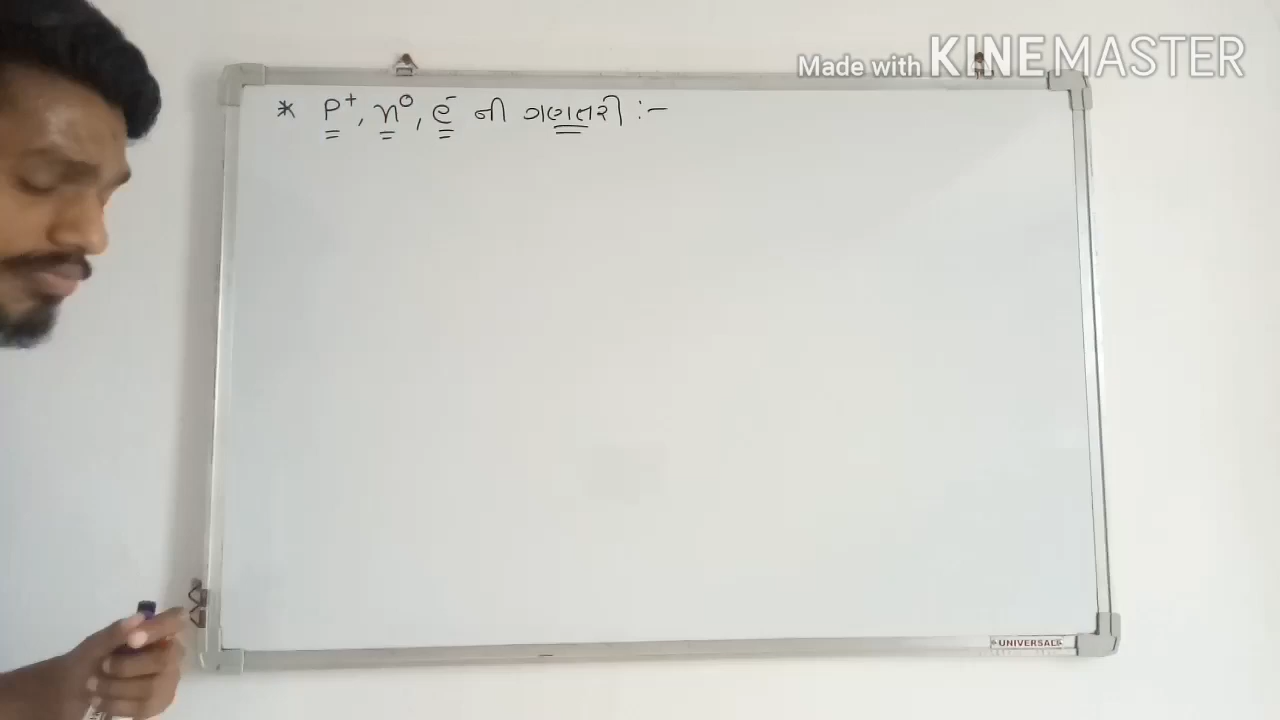 Made with KINEMASTER
* P⁺, n⁰, e⁻ ની ગણતરી :-
UNIVERSAL